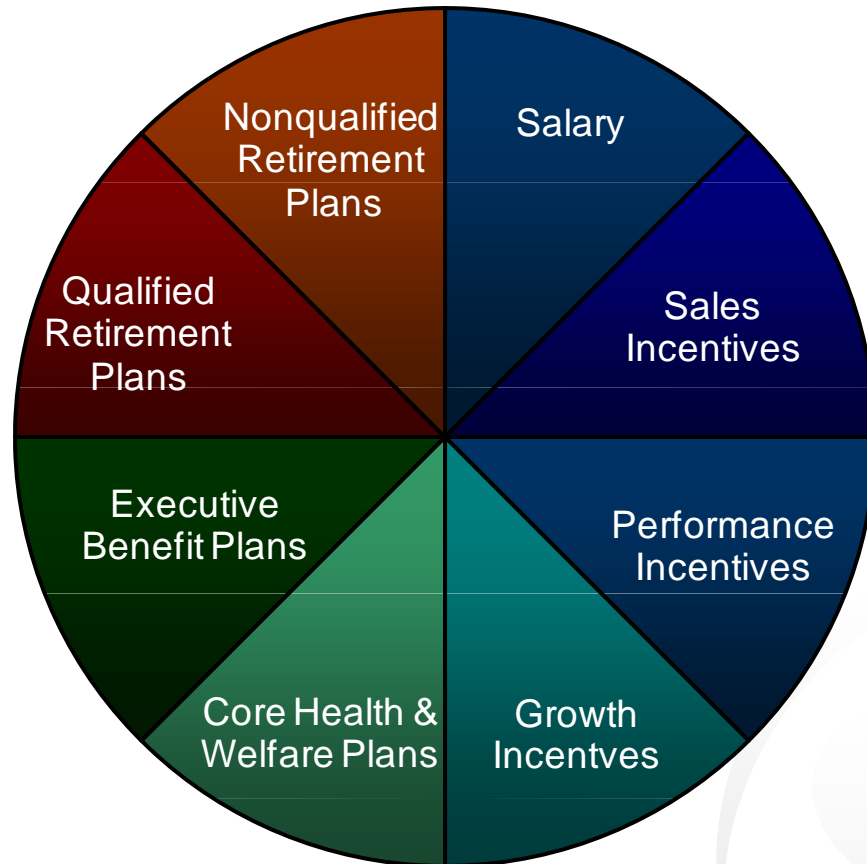 Salary
Sales
Incentives
Performance
Incentives
Growth
Incentves
Core Health &
Welfare Plans
Executive
Benefit Plans
Qualified
Retirement
Plans
Nonqualified
Retirement
Plans